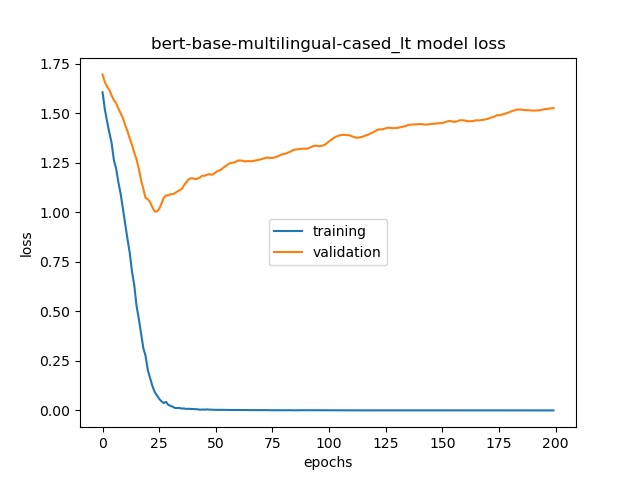 bert-base-multilingual-cased_lt model loss
1.75
1.50
1.25
1.00
0.75
0.50
0.25
0.00
loss
training
validation
0 25 50 75 100 125 150 175 200
epochs